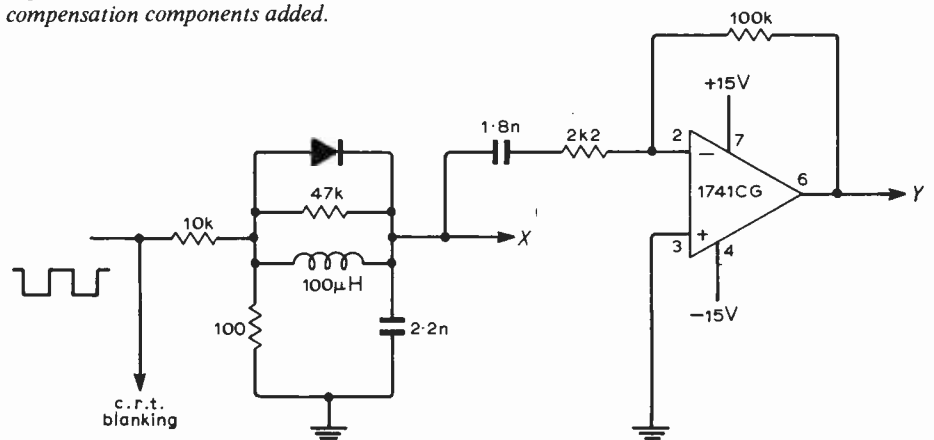 compensation components added.
100k
+15V
1·8n
2k2
2
7
−
1741CG
6
Y
47k
10k
X
+
3
4
100μH
−15V
100
2·2n
c.r.t.
blanking